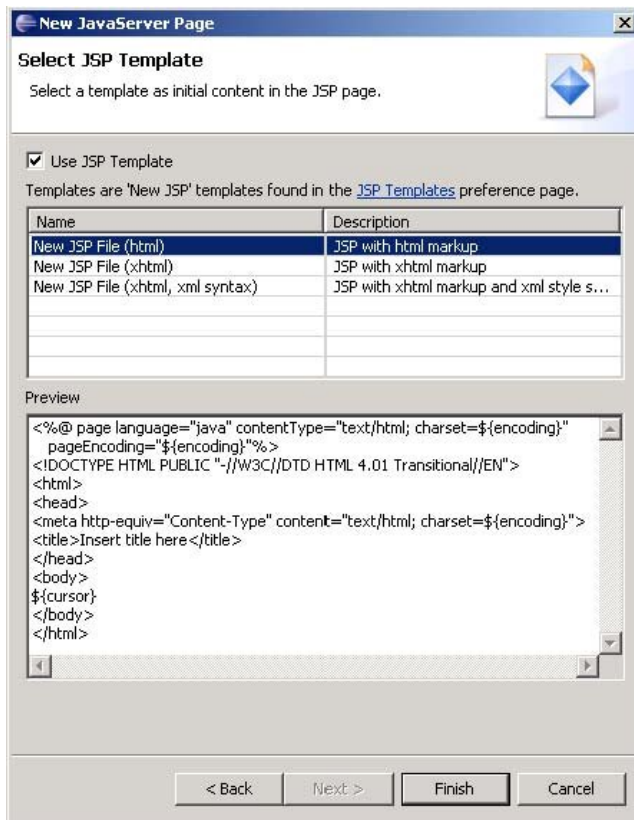 New JavaServer Page
Select JSP Template
Select a template as initial content in the JSP page.
Use JSP Template
Templates are 'New JSP' templates found in the JSP Templates preference page.
Name Description
New JSP File (html) JSP with html markup
New JSP File (xhtml) JSP with xhtml markup
New JSP File (xhtml, xml syntax) JSP with xhtml markup and xml style s...
Preview
<%@ page language="java" contentType="text/html; charset=${encoding}"
pageEncoding="${encoding}"%>
<!DOCTYPE HTML PUBLIC "-//W3C//DTD HTML 4.01 Transitional//EN">
<html>
<head>
<meta http-equiv="Content-Type" content="text/html; charset=${encoding}">
<title>Insert title here</title>
</head>
<body>
${cursor}
</body>
</html>
< Back Next > Finish Cancel